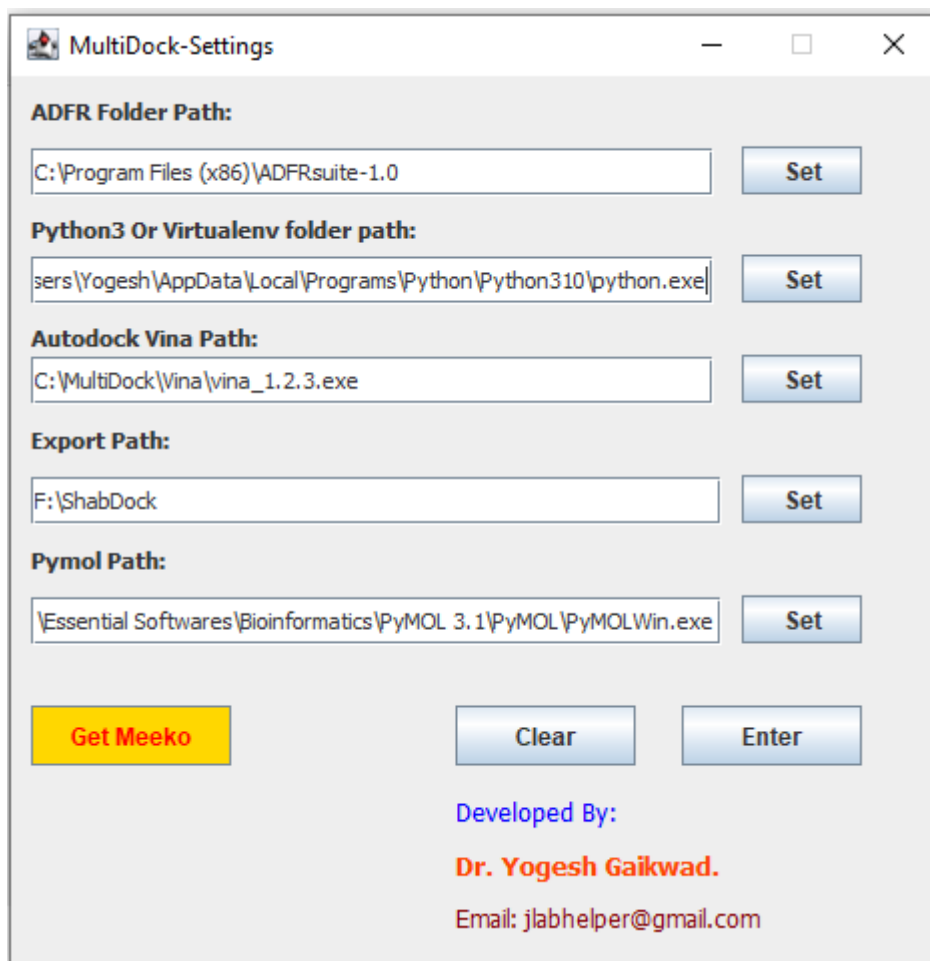 MultiDock-Settings
ADFR Folder Path:
C:\Program Files (x86)\ADFRsuite-1.0
Set
Python3 Or Virtualenv folder path:
sers\Yogesh\AppData\Local\Programs\Python\Python310\python.exe
Set
Autodock Vina Path:
C:\MultiDock\Vina\vina_1.2.3.exe
Set
Export Path:
F:\ShabDock
Set
Pymol Path:
\Essential Softwares\Bioinformatics\PyMOL 3.1\PyMOL\PyMOLWin.exe
Set
Get Meeko
Clear
Enter
Developed By:
Dr. Yogesh Gaikwad.
Email: jlabhelper@gmail.com